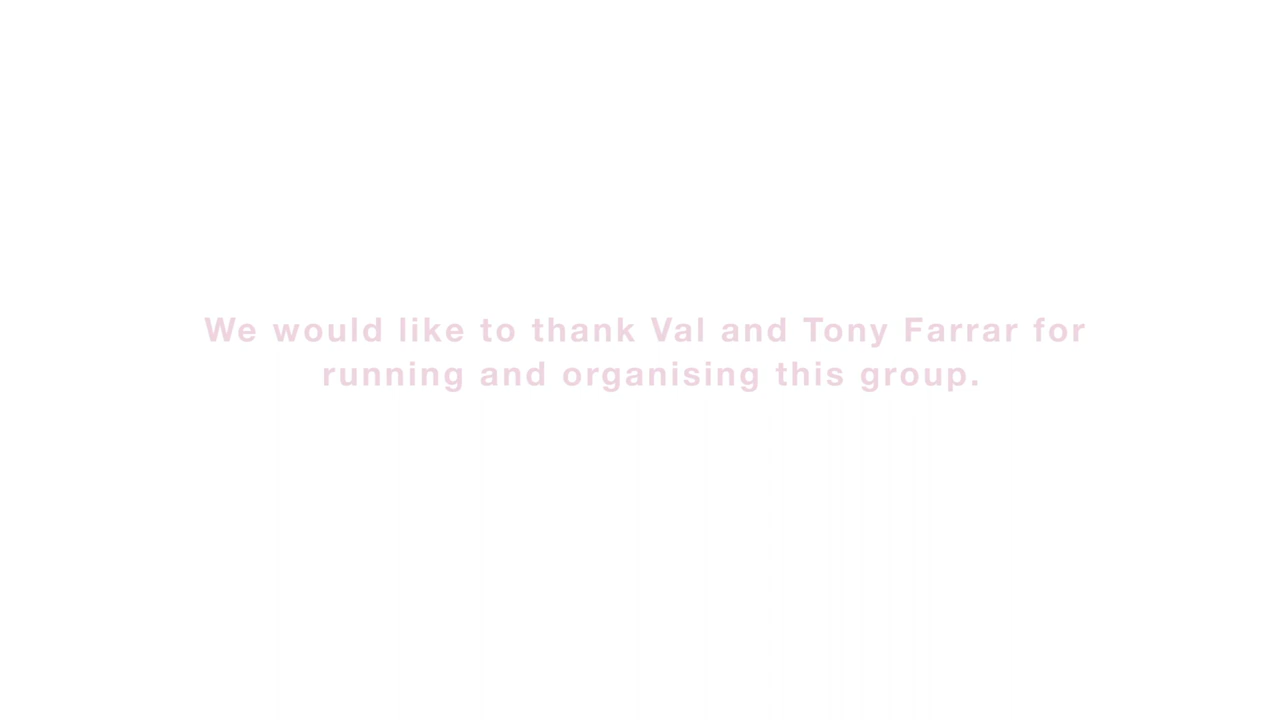 We would like to thank Val and Tony Farrar for
running and organising this group.